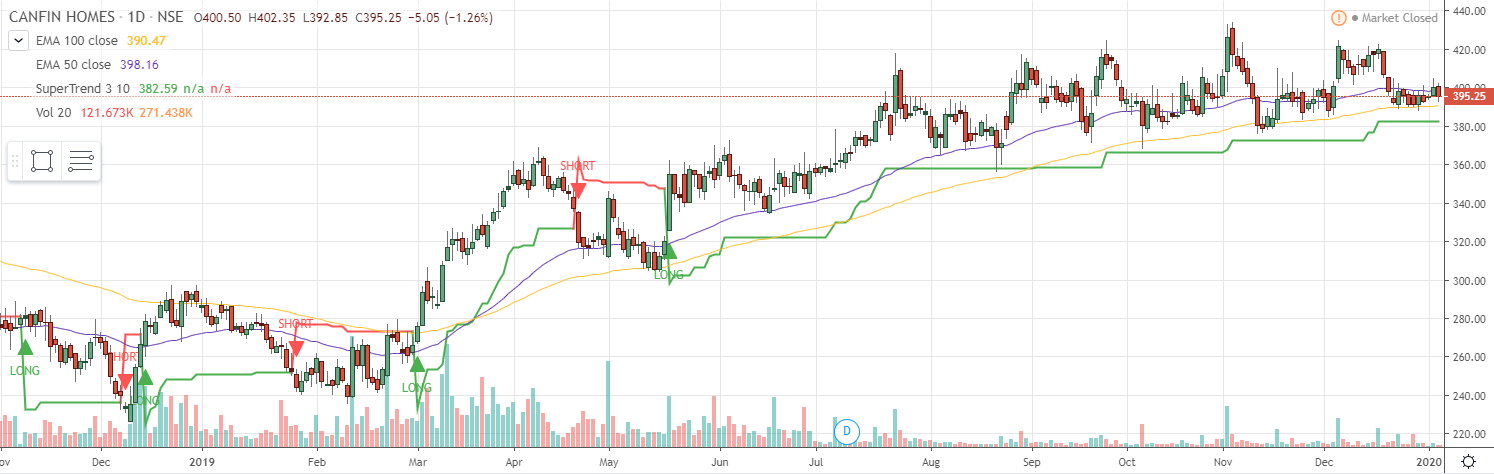 CANFIN HOMES · 1D · NSE O400.50 H402.35 L392.85 C395.25 −5.05 (−1.26%)
EMA 100 close 390.47
EMA 50 close 398.16
SuperTrend 3 10 382.59 n/a n/a
Vol 20 121.673K 271.438K
! Market Closed
440.00
420.00
400.00
395.25
380.00
360.00
340.00
320.00
300.00
280.00
260.00
240.00
220.00
SHORT
LONG
SHORT
LONG
HORT
LONG
LONG
ONG
D
ov Dec 2019 Feb Mar Apr May Jun Jul Aug Sep Oct Nov Dec 2020